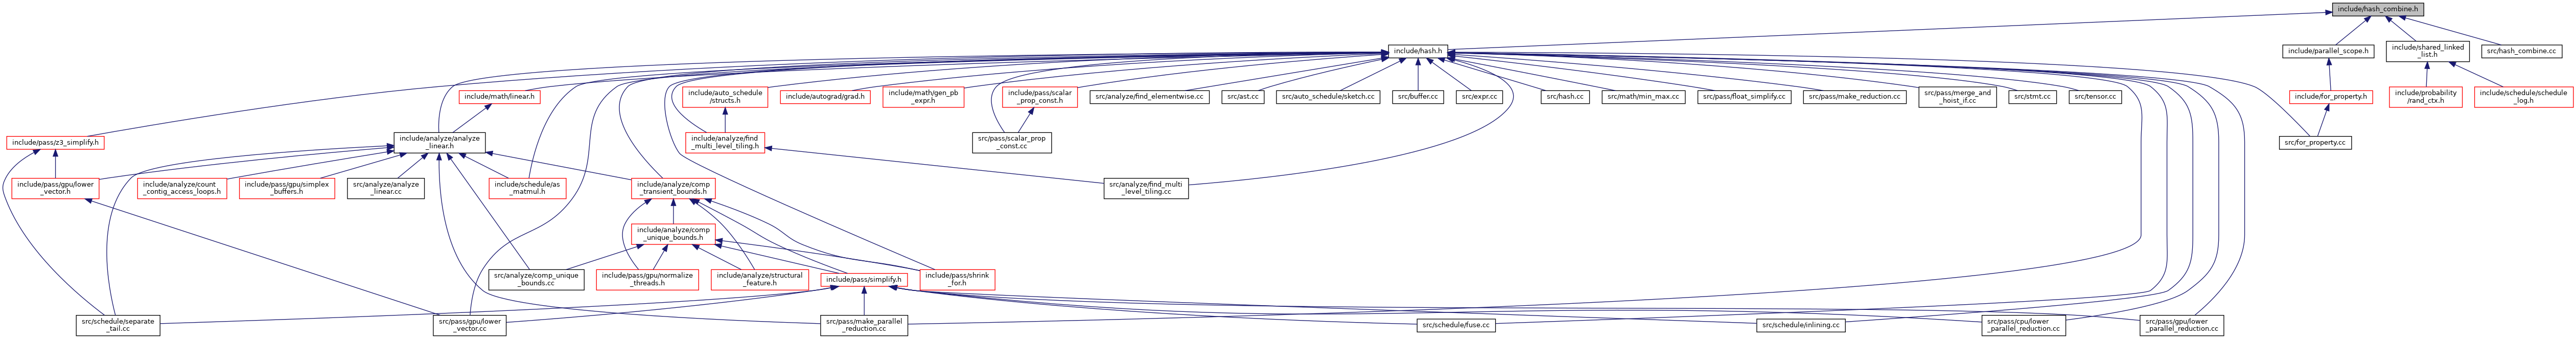 include/hash_combine.h
include/hash.h
include/parallel_scope.h
include/shared_linked
_list.h
src/hash_combine.cc
include/math/linear.h
include/auto_schedule
/structs.h
include/autograd/grad.h
include/math/gen_pb
_expr.h
include/pass/scalar
_prop_const.h
src/analyze/find_elementwise.cc
src/ast.cc
src/auto_schedule/sketch.cc
src/buffer.cc
src/expr.cc
src/hash.cc
src/math/min_max.cc
src/pass/float_simplify.cc
src/pass/make_reduction.cc
src/pass/merge_and
_hoist_if.cc
src/stmt.cc
src/tensor.cc
include/for_property.h
include/probability
/rand_ctx.h
include/schedule/schedule
_log.h
include/pass/z3_simplify.h
include/analyze/analyze
_linear.h
include/analyze/find
_multi_level_tiling.h
src/pass/scalar_prop
_const.cc
src/for_property.cc
include/pass/gpu/lower
_vector.h
include/analyze/count
_contig_access_loops.h
include/pass/gpu/simplex
_buffers.h
src/analyze/analyze
_linear.cc
include/schedule/as
_matmul.h
include/analyze/comp
_transient_bounds.h
src/analyze/find_multi
_level_tiling.cc
include/analyze/comp
_unique_bounds.h
src/analyze/comp_unique
_bounds.cc
include/pass/gpu/normalize
_threads.h
include/analyze/structural
_feature.h
include/pass/simplify.h
include/pass/shrink
_for.h
src/schedule/separate
_tail.cc
src/pass/gpu/lower
_vector.cc
src/pass/make_parallel
_reduction.cc
src/schedule/fuse.cc
src/schedule/inlining.cc
src/pass/cpu/lower
_parallel_reduction.cc
src/pass/gpu/lower
_parallel_reduction.cc